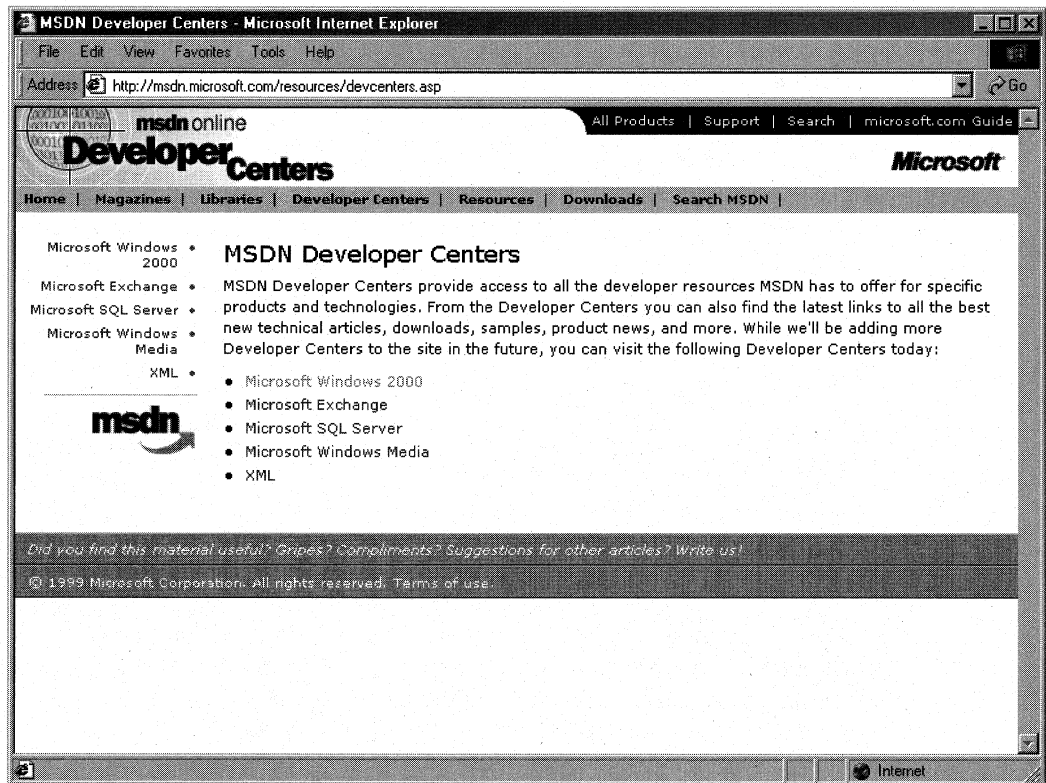 MSDN Developer Centers - Microsoft Internet Explorer
File Edit View Favorites Tools Help
Address http://msdn.microsoft.com/resources/devcenters.asp Go
msdn online
Developer Centers
All Products | Support | Search | microsoft.com Guide
Microsoft
Home | Magazines | Libraries | Developer Centers | Resources | Downloads | Search MSDN |
Microsoft Windows
2000
Microsoft Exchange
Microsoft SQL Server
Microsoft Windows
Media
XML
msdn
MSDN Developer Centers
MSDN Developer Centers provide access to all the developer resources MSDN has to offer for specific
products and technologies. From the Developer Centers you can also find the latest links to all the best
new technical articles, downloads, samples, product news, and more. While we'll be adding more
Developer Centers to the site in the future, you can visit the following Developer Centers today:
• Microsoft Windows 2000
• Microsoft Exchange
• Microsoft SQL Server
• Microsoft Windows Media
• XML
Did you find this material useful? Gripes? Compliments? Suggestions for other articles? Write us!
© 1999 Microsoft Corporation. All rights reserved. Terms of use.
Internet